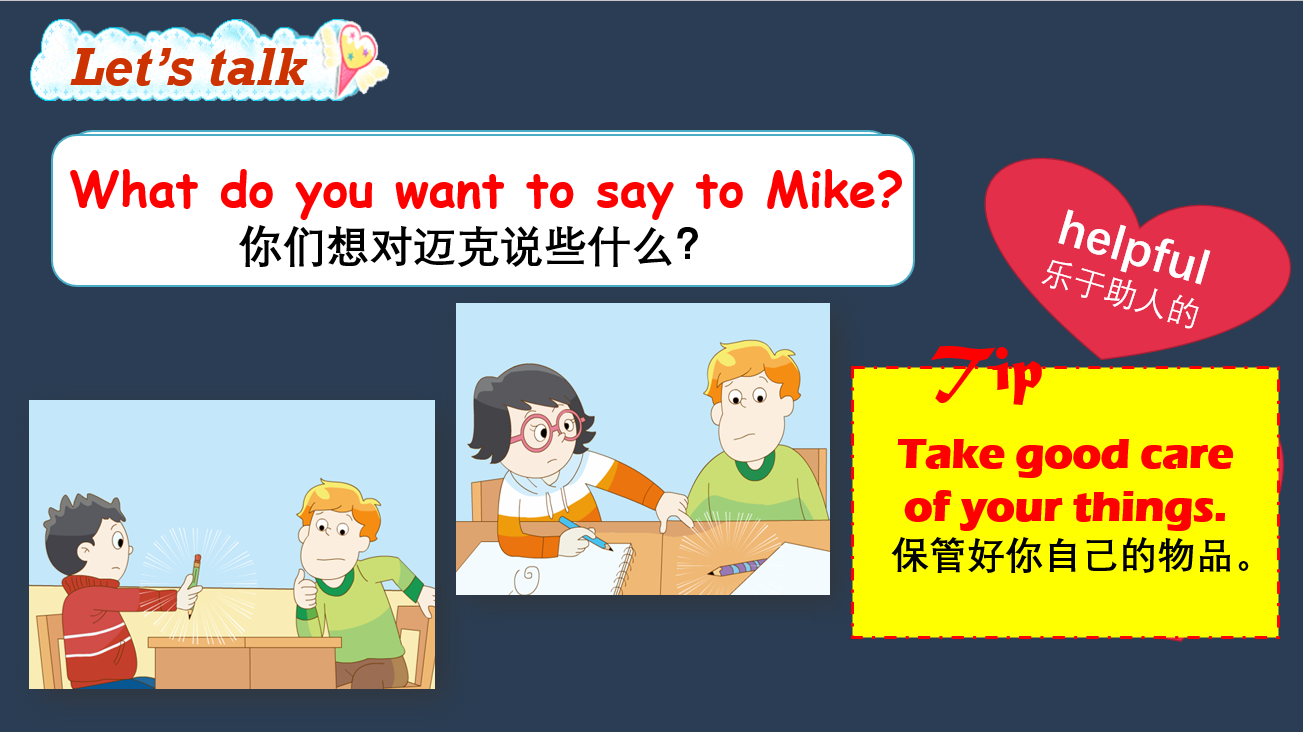 Let's talk
What do you want to say to Mike?
你们想对迈克说些什么?
helpful
乐于助人的
Tip
Take good care
of your things.
保管好你自己的物品。